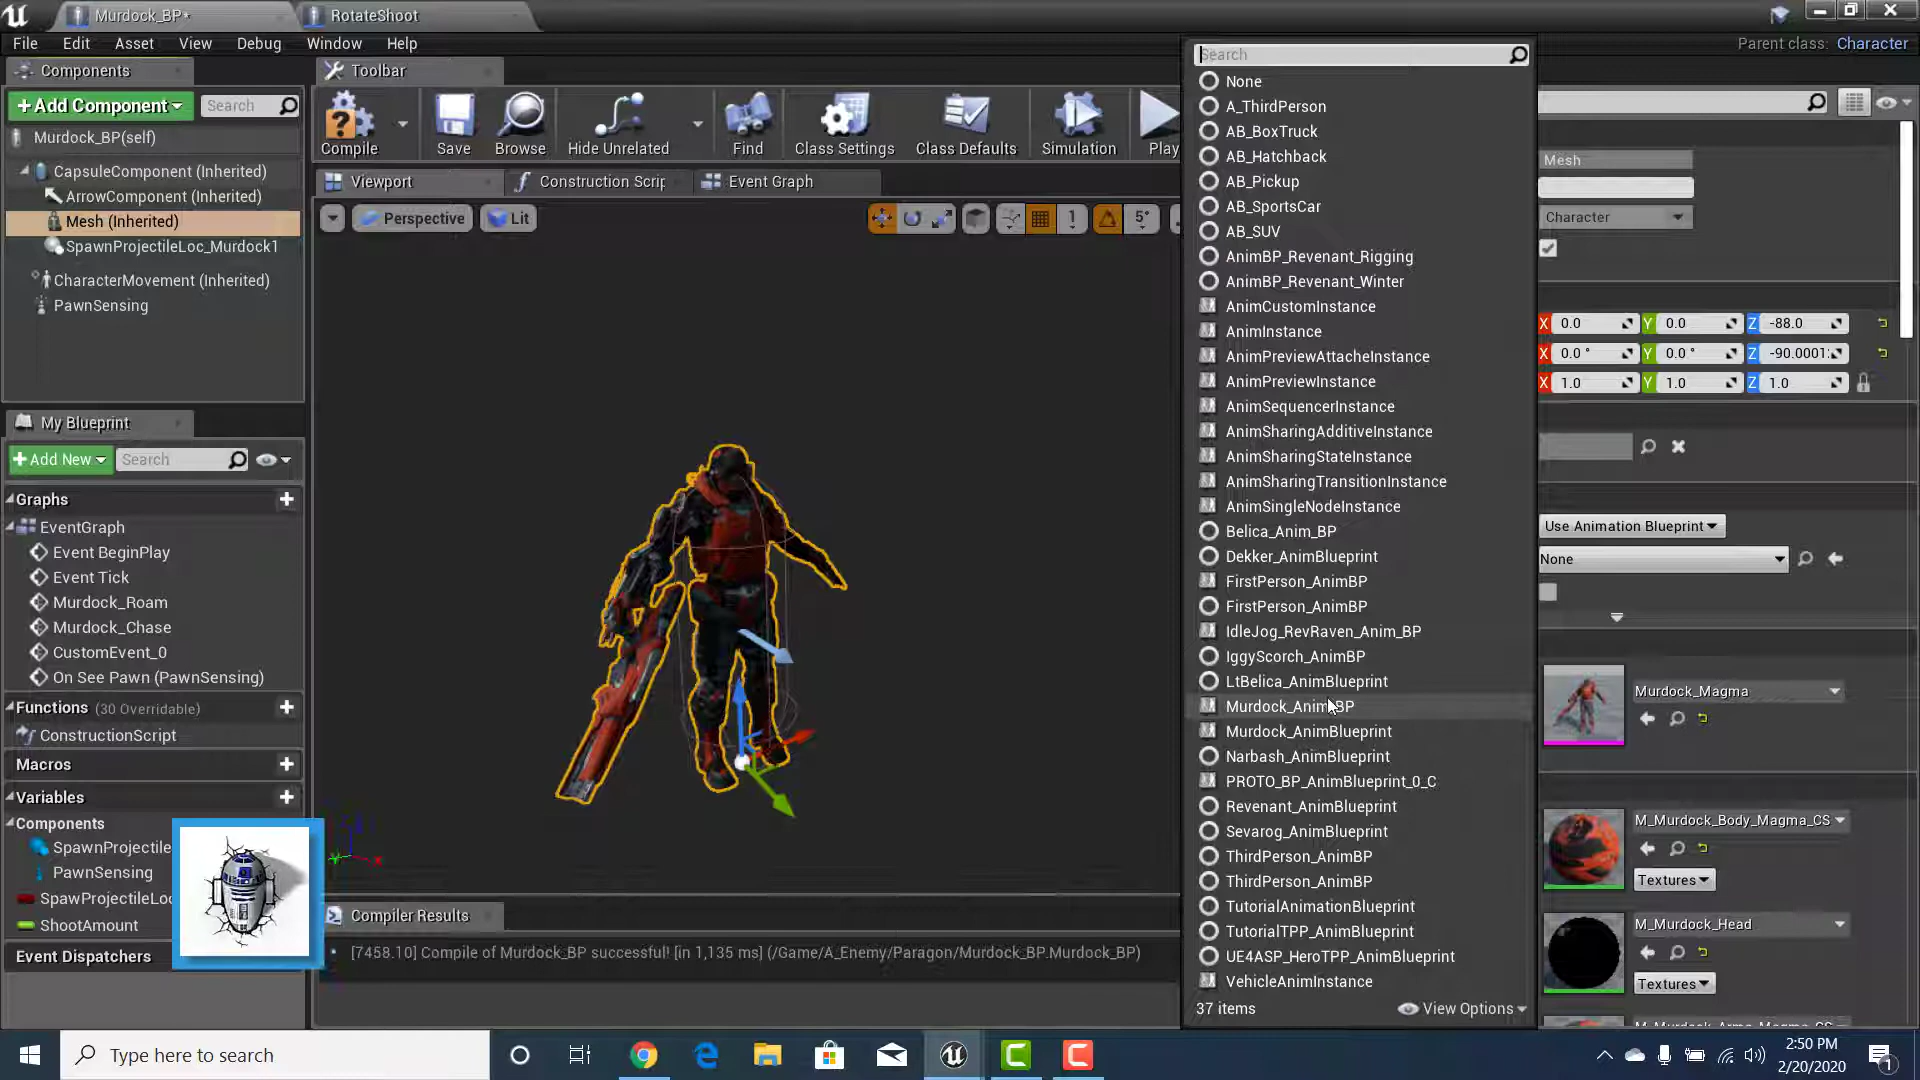 Murdock_BP*
RotateShoot
File Edit Asset View Debug Window Help
Parent class: Character
Components
Toolbar
Search
+Add Component
Search
Murdock_BP(self)
CapsuleComponent (Inherited)
ArrowComponent (Inherited)
Mesh (Inherited)
SpawnProjectileLoc_Murdock1
CharacterMovement (Inherited)
PawnSensing
Compile
Save
Browse
Hide Unrelated
Find
Class Settings
Class Defaults
Simulation
Play
Viewport
Construction Scrip
Event Graph
Perspective
Lit
1
5°
None
A_ThirdPerson
AB_BoxTruck
AB_Hatchback
AB_Pickup
AB_SportsCar
AB_SUV
AnimBP_Revenant_Rigging
AnimBP_Revenant_Winter
AnimCustomInstance
AnimInstance
AnimPreviewAttacheInstance
AnimPreviewInstance
AnimSequencerInstance
AnimSharingAdditiveInstance
AnimSharingStateInstance
AnimSharingTransitionInstance
AnimSingleNodeInstance
Belica_Anim_BP
Dekker_AnimBlueprint
FirstPerson_AnimBP
FirstPerson_AnimBP
IdleJog_RevRaven_Anim_BP
IggyScorch_AnimBP
LtBelica_AnimBlueprint
Murdock_AnimBP
Murdock_AnimBlueprint
Narbash_AnimBlueprint
PROTO_BP_AnimBlueprint_0_C
Revenant_AnimBlueprint
Sevarog_AnimBlueprint
ThirdPerson_AnimBP
ThirdPerson_AnimBP
TutorialAnimationBlueprint
TutorialTPP_AnimBlueprint
UE4ASP_HeroTPP_AnimBlueprint
VehicleAnimInstance
37 items
View Options
Mesh
Character
X 0.0 Y 0.0 Z -88.0
X 0.0 ° Y 0.0 ° Z -90.0001
X 1.0 Y 1.0 Z 1.0
Use Animation Blueprint
None
Murdock_Magma
M_Murdock_Body_Magma_CS
Textures
M_Murdock_Head
Textures
My Blueprint
+Add New
Search
Graphs
EventGraph
Event BeginPlay
Event Tick
Murdock_Roam
Murdock_Chase
CustomEvent_0
On See Pawn (PawnSensing)
Functions (30 Overridable)
ConstructionScript
Macros
Variables
Components
SpawnProjectile
PawnSensing
SpawProjectileLoc
ShootAmount
Event Dispatchers
Compiler Results
[7458.10] Compile of Murdock_BP successful! [in 1,135 ms] (/Game/A_Enemy/Paragon/Murdock_BP.Murdock_BP)
Type here to search
2:50 PM
2/20/2020
1